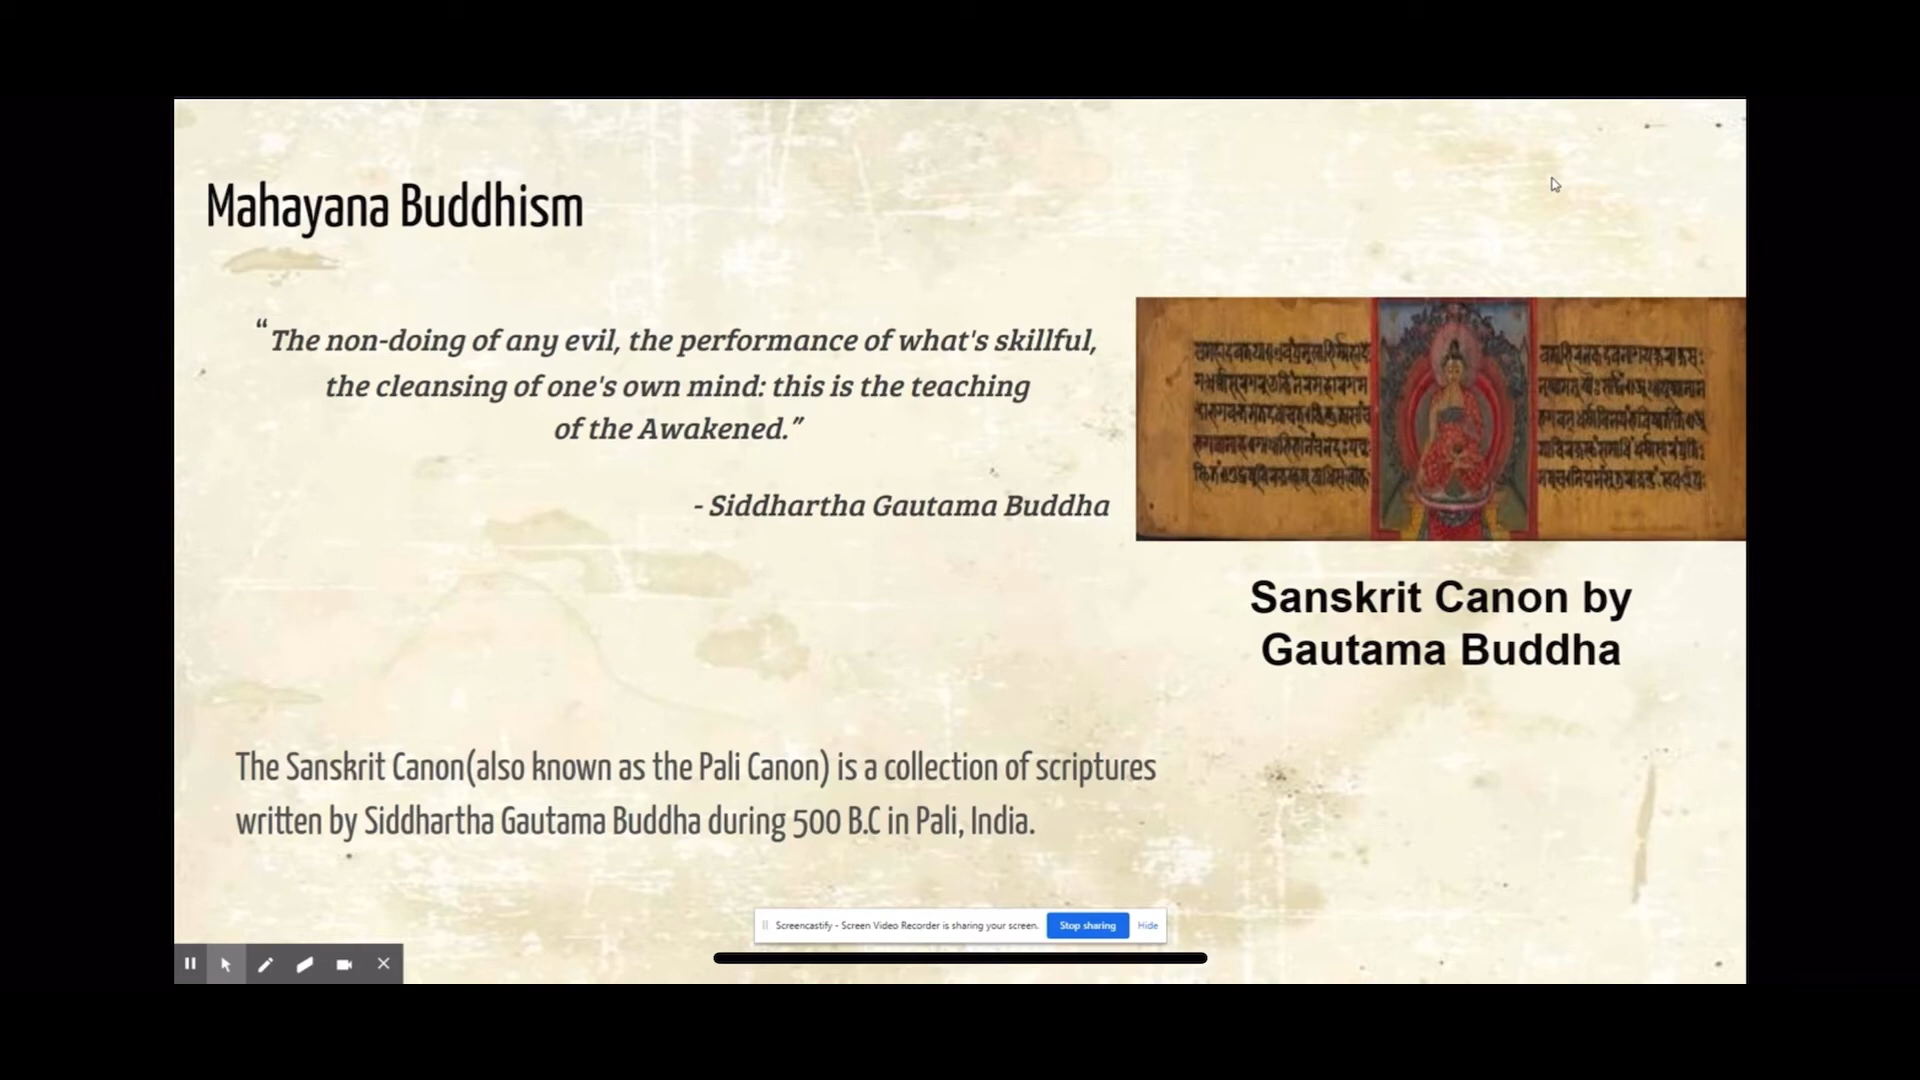 Mahayana Buddhism
“The non-doing of any evil, the performance of what's skillful,
the cleansing of one's own mind: this is the teaching
of the Awakened.”
- Siddhartha Gautama Buddha
Sanskrit Canon by
Gautama Buddha
The Sanskrit Canon(also known as the Pali Canon) is a collection of scriptures
written by Siddhartha Gautama Buddha during 500 B.C in Pali, India.
Screencastify - Screen Video Recorder is sharing your screen. Stop sharing Hide